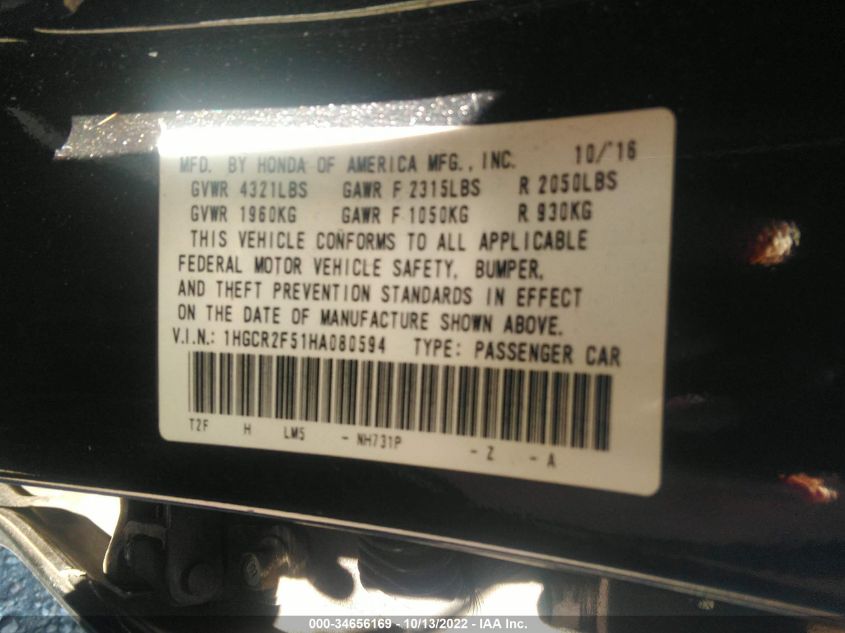 MFD. BY HONDA OF AMERICA MFG., INC. 10/'16
GVWR 4321LBS GAWR F 2315LBS R 2050LBS
GVWR 1960KG GAWR F 1050KG R 930KG
THIS VEHICLE CONFORMS TO ALL APPLICABLE
FEDERAL MOTOR VEHICLE SAFETY, BUMPER,
AND THEFT PREVENTION STANDARDS IN EFFECT
ON THE DATE OF MANUFACTURE SHOWN ABOVE.
V.I.N.: 1HGCR2F51HA080594 TYPE: PASSENGER CAR
T2F H LM5 - NH731P - Z - A
000-34656169 - 10/13/2022 - IAA Inc.